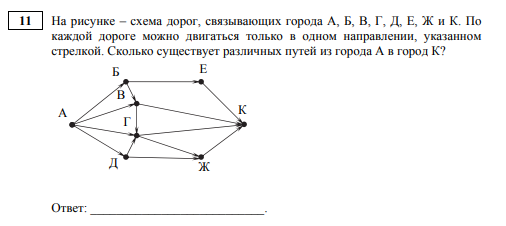 11 На рисунке – схема дорог, связывающих города А, Б, В, Г, Д, Е, Ж и К. По
каждой дороге можно двигаться только в одном направлении, указанном
стрелкой. Сколько существует различных путей из города А в город К?
Б Е
В
А К
Г
Д Ж
Ответ: ____________________________.